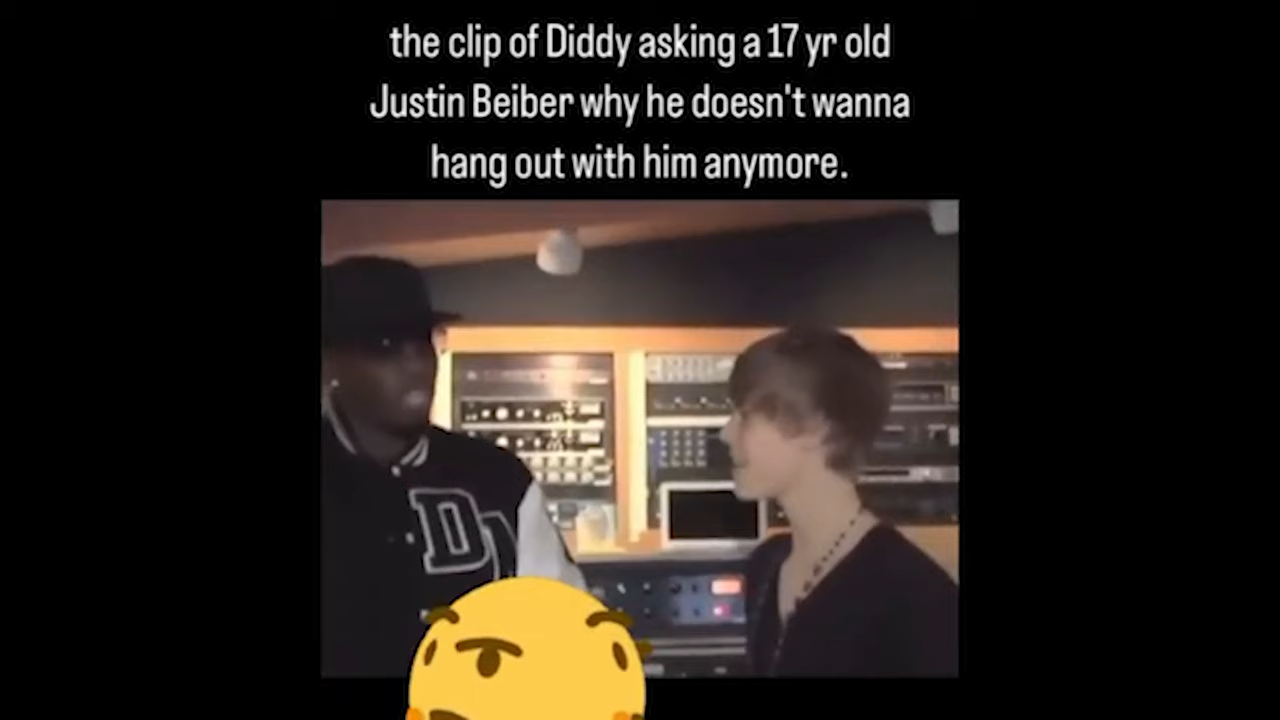 the clip of Diddy asking a 17 yr old
Justin Beiber why he doesn't wanna
hang out with him anymore.
D